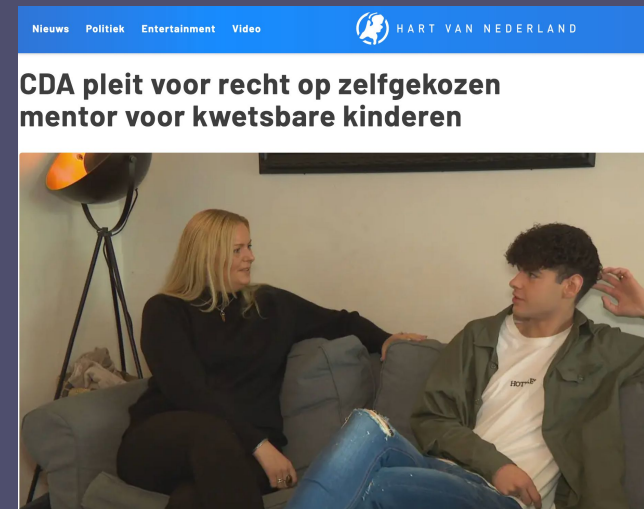 Nieuws Politiek Entertainment Video HART VAN NEDERLAND
CDA pleit voor recht op zelfgekozen
mentor voor kwetsbare kinderen